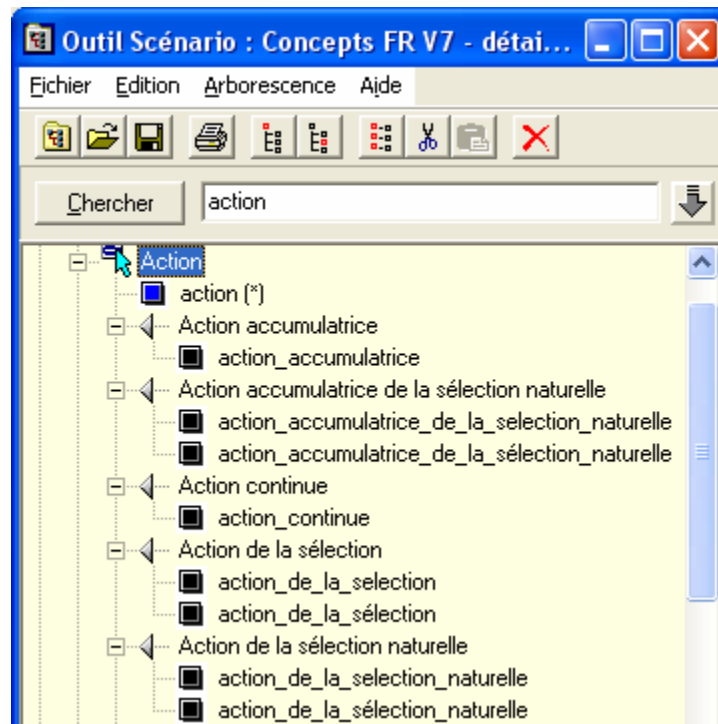 Outil Scénario : Concepts FR V7 - détai...
Fichier Edition Arborescence Aide
Chercher action
Action
action (*)
Action accumulatrice
action_accumulatrice
Action accumulatrice de la sélection naturelle
action_accumulatrice_de_la_selection_naturelle
action_accumulatrice_de_la_sélection_naturelle
Action continue
action_continue
Action de la sélection
action_de_la_selection
action_de_la_sélection
Action de la sélection naturelle
action_de_la_selection_naturelle
action_de_la_sélection_naturelle